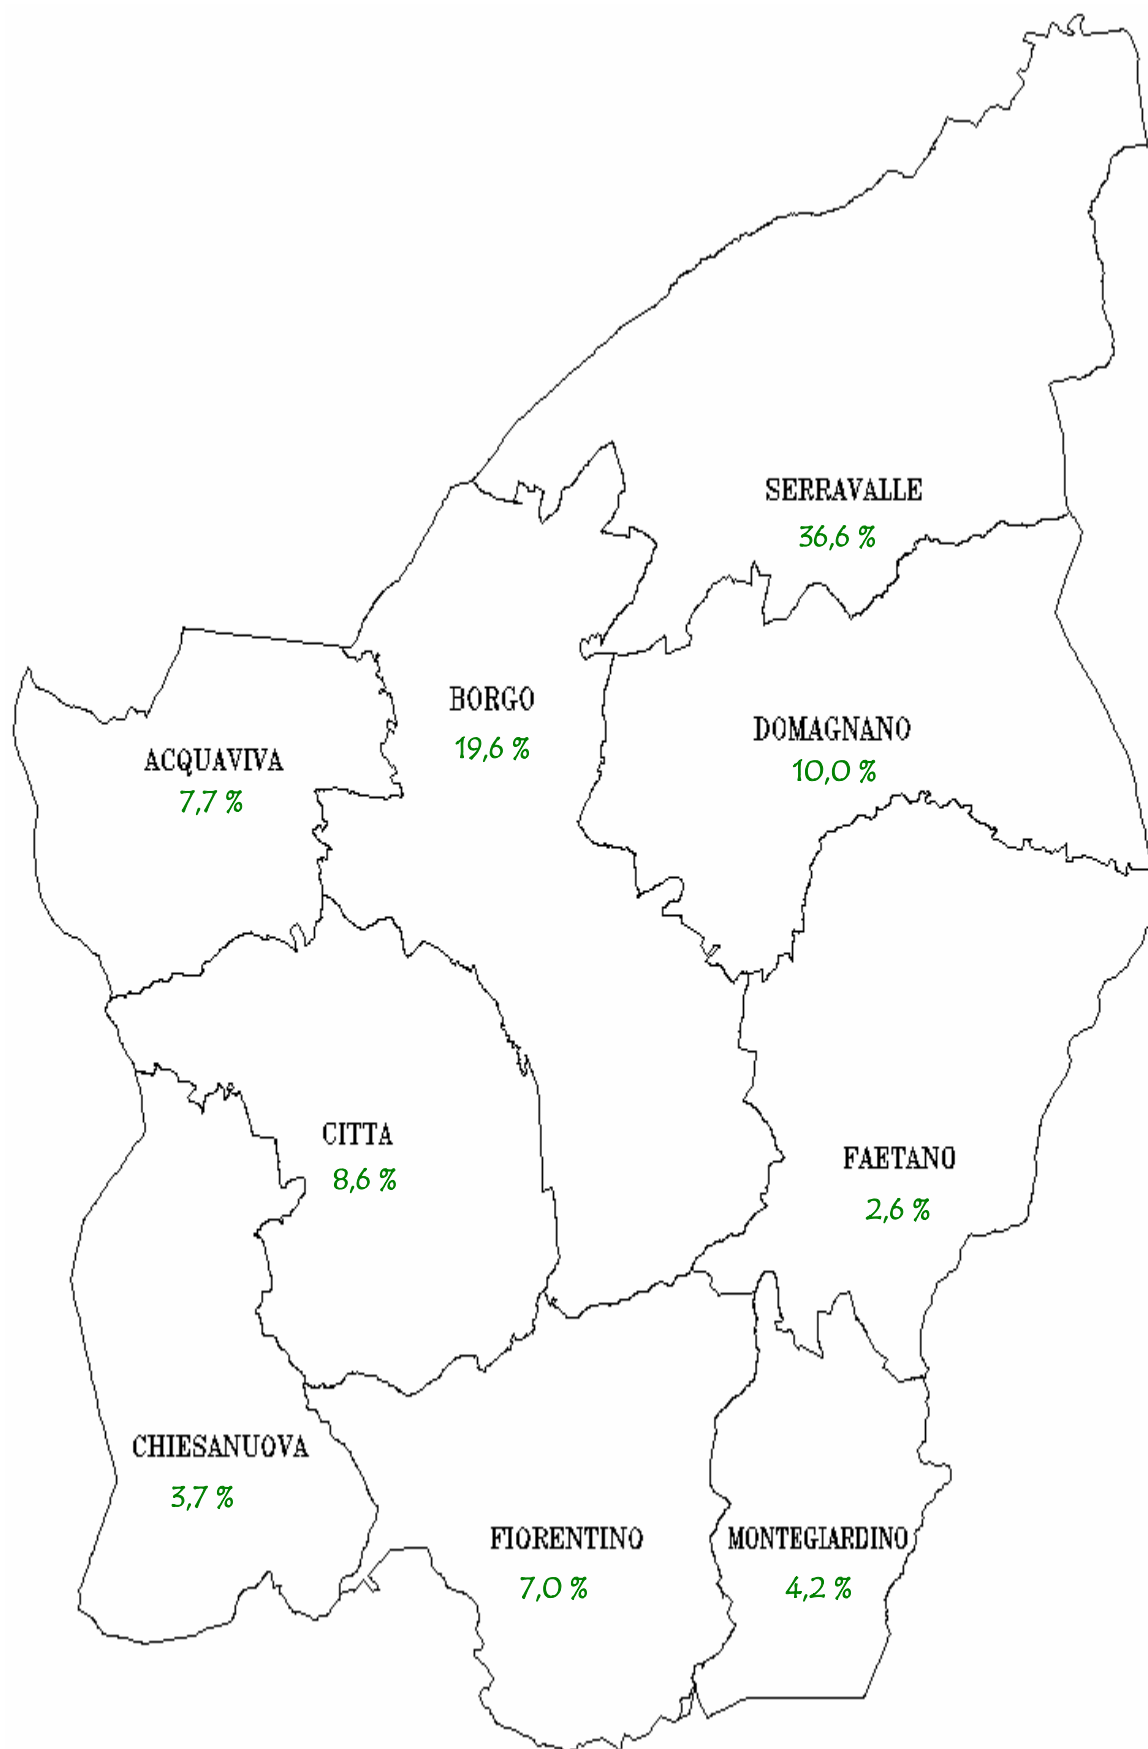 SERRAVALLE
36,6 %
BORGO
19,6 %
DOMAGNANO
10,0 %
ACQUAVIVA
7,7 %
CITTA
8,6 %
FAETANO
2,6 %
CHIESANUOVA
3,7 %
FIORENTINO
7,0 %
MONTEGIARDINO
4,2 %